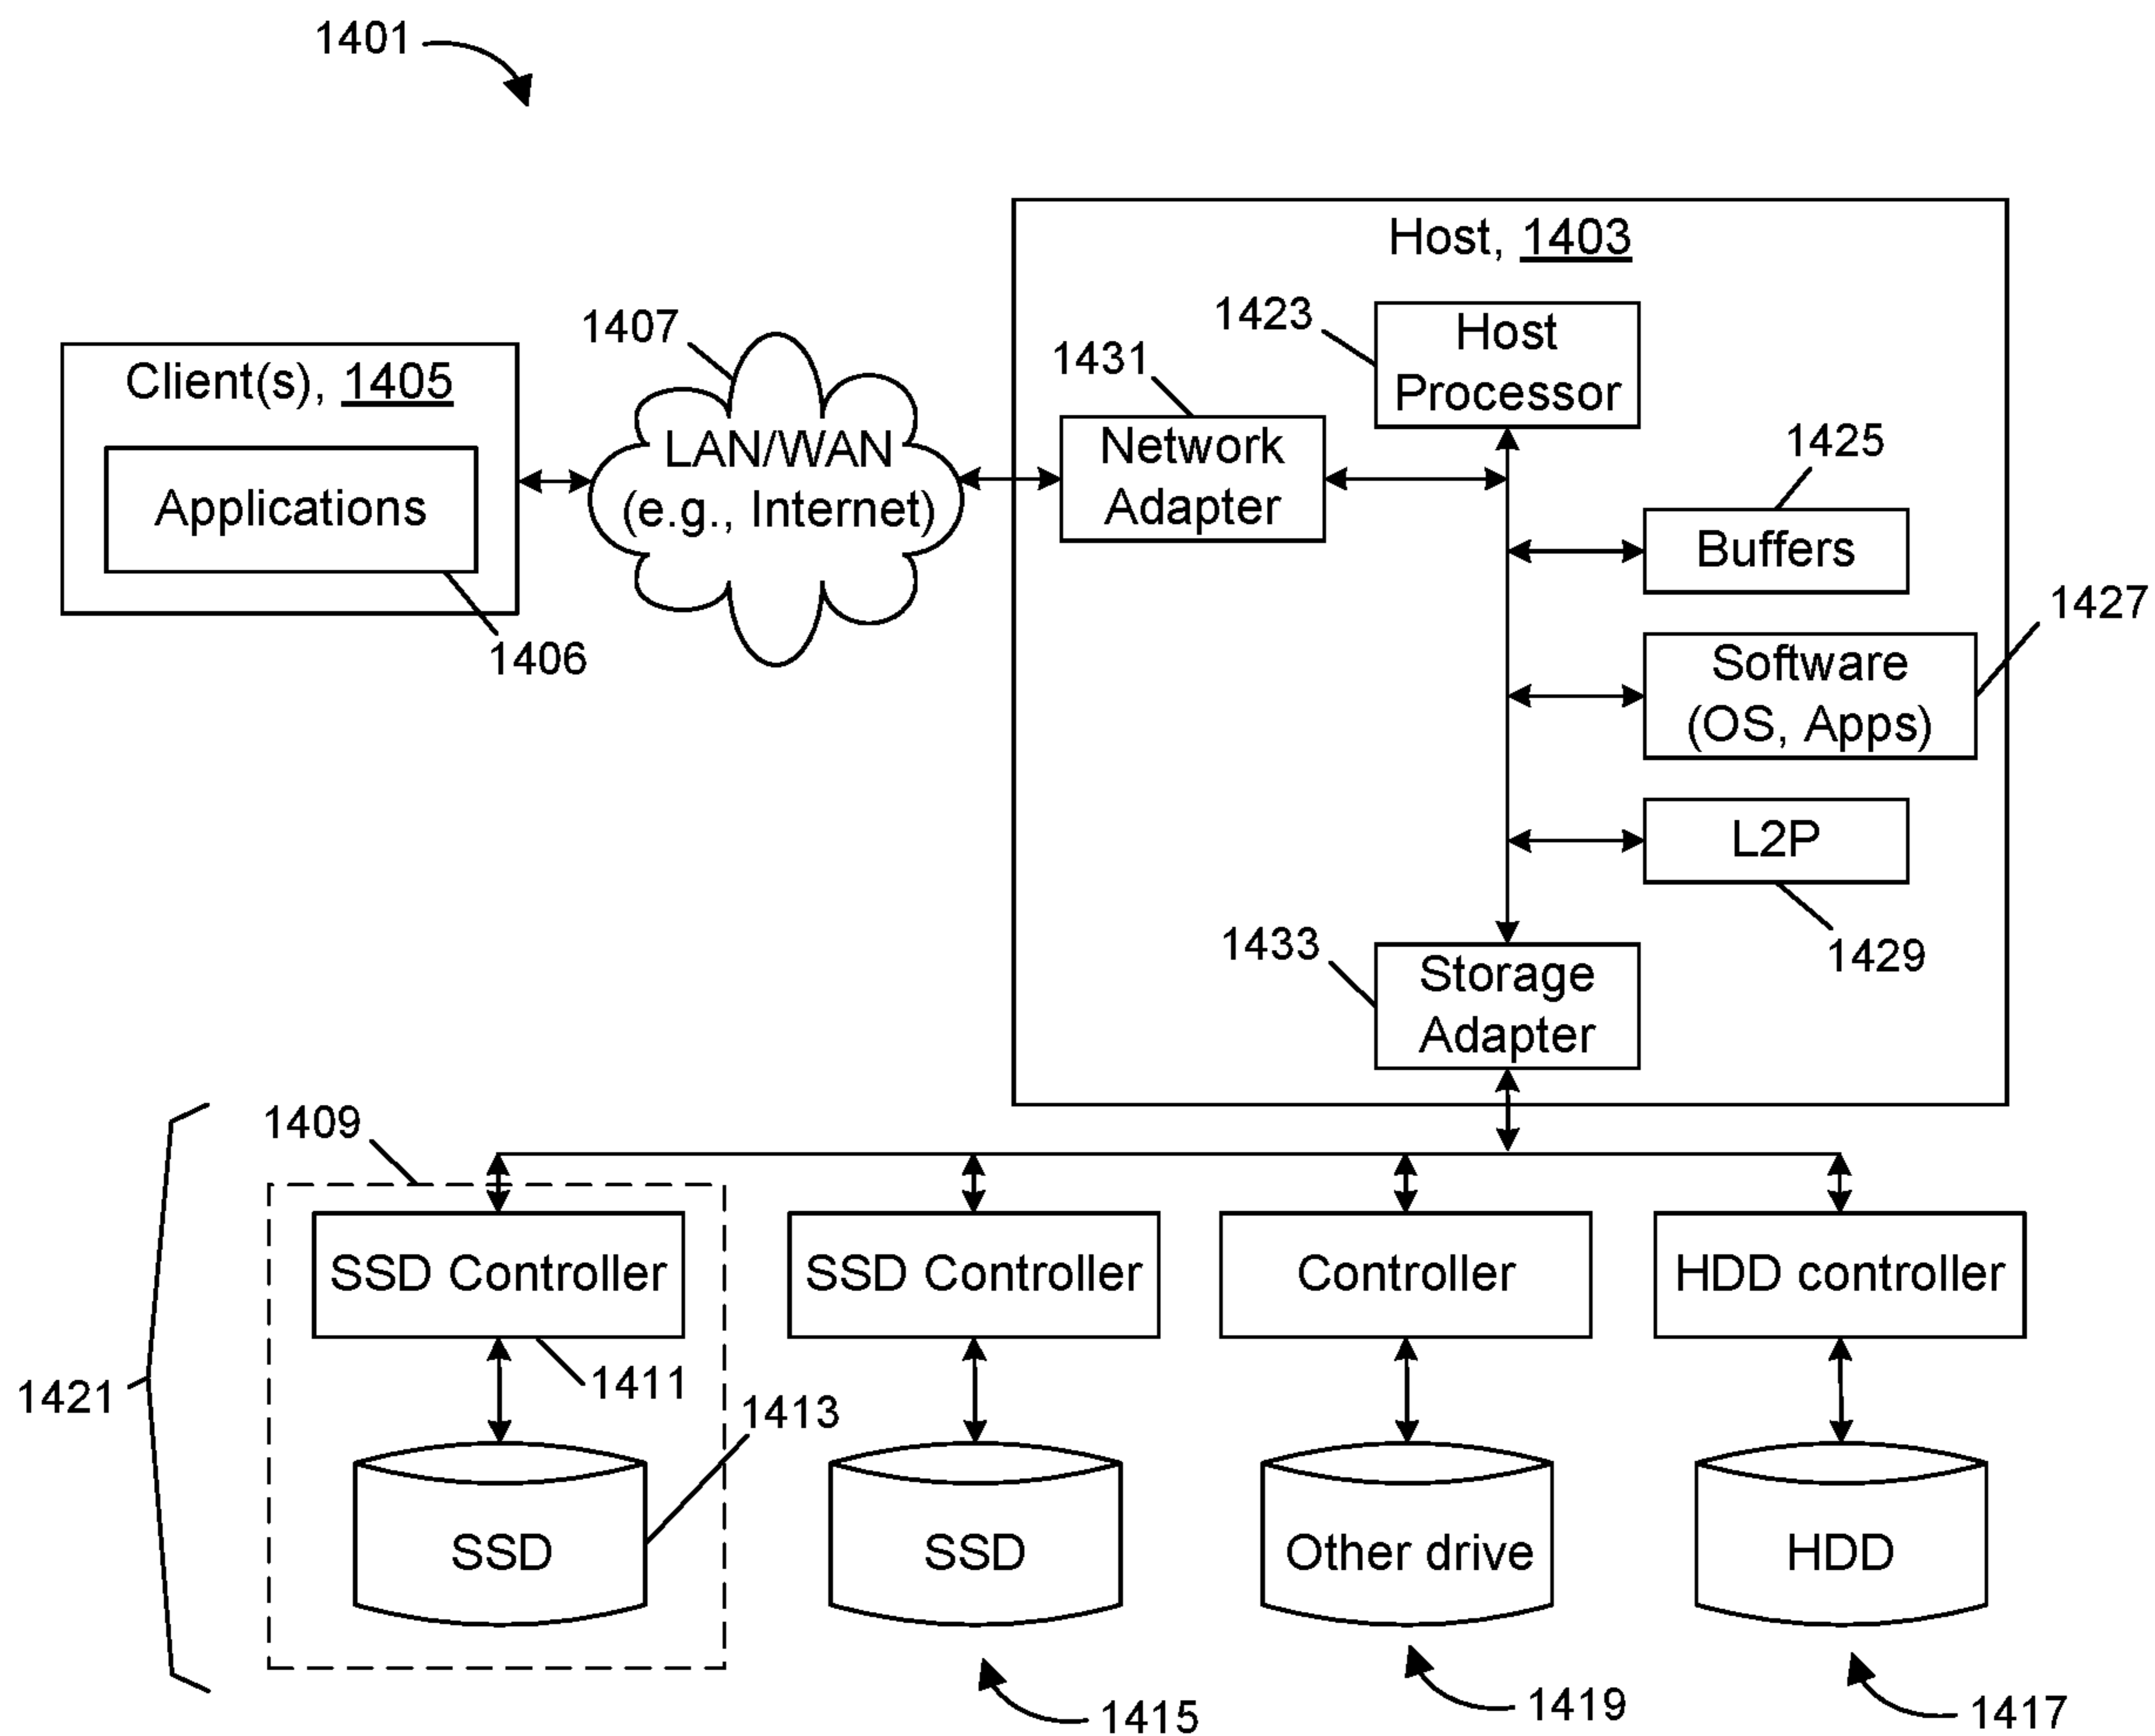 1401
Host, 1403
1423
Host
Processor
1407
1431
Client(s), 1405
Applications
1406
LAN/WAN
(e.g., Internet)
Network
Adapter
1425
Buffers
1427
Software
(OS, Apps)
L2P
1429
1433
Storage
Adapter
1409
SSD Controller
SSD Controller
Controller
HDD controller
1411
1421
1413
SSD
SSD
Other drive
HDD
1415
1419
1417